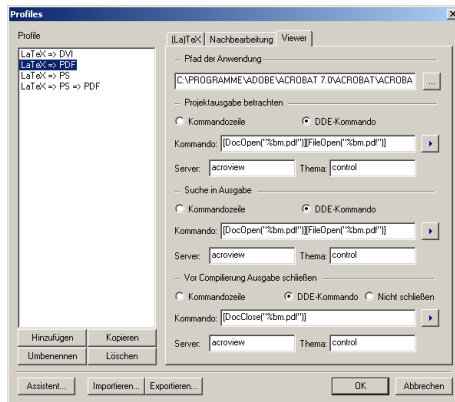 Profiles
Profile
LaTeX => DVI
LaTeX => PDF
LaTeX => PS
LaTeX => PS => PDF
Hinzufügen Kopieren
Umbenennen Löschen
(La)TeX Nachbearbeitung Viewer
Pfad der Anwendung
C:\PROGRAMME\ADOBE\ACROBAT 7.0\ACROBAT\ACROBA ...
Projektausgabe betrachten
Kommandozeile DDE-Kommando
Kommando: [DocOpen("%bm.pdf")][FileOpen("%bm.pdf")]
Server: acroview Thema: control
Suche in Ausgabe
Kommandozeile DDE-Kommando
Kommando: [DocOpen("%bm.pdf")][FileOpen("%bm.pdf")]
Server: acroview Thema: control
Vor Compilierung Ausgabe schließen
Kommandozeile DDE-Kommando Nicht schließen
Kommando: [DocClose("%bm.pdf")]
Server: acroview Thema: control
Assistent... Importieren... Exportieren... OK Abbrechen